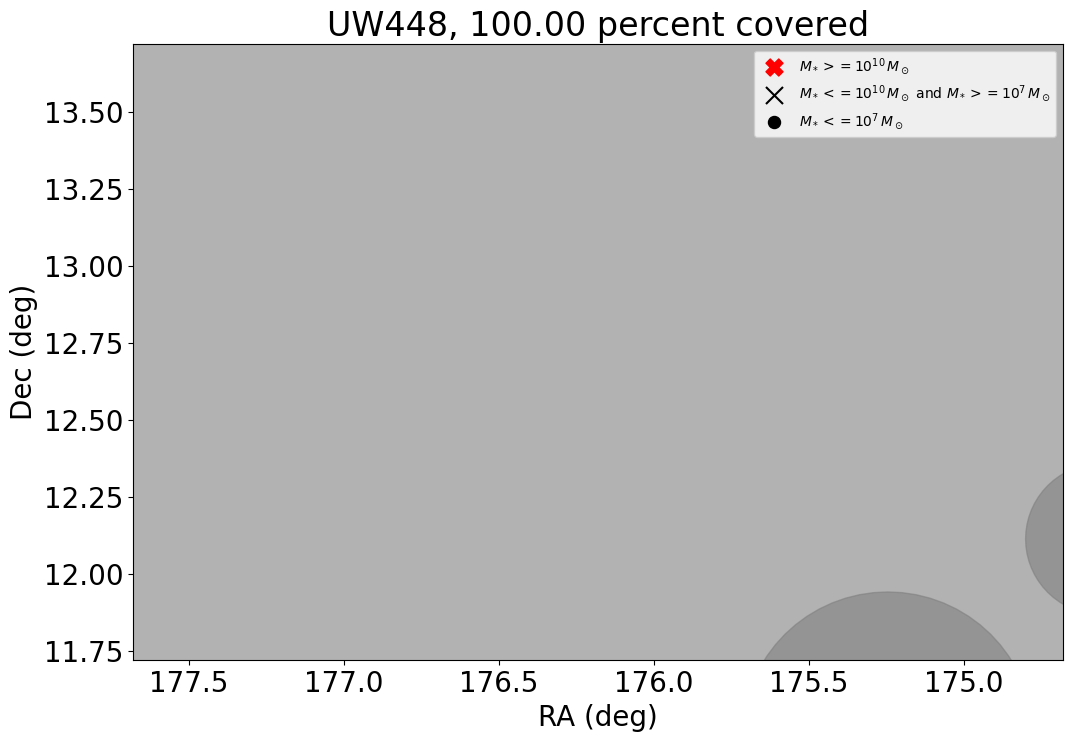 UW448, 100.00 percent covered
M* >= 10^10 M⊙
M* <= 10^10 M⊙ and M* >= 10^7 M⊙
M* <= 10^7 M⊙
Dec (deg)
13.50
13.25
13.00
12.75
12.50
12.25
12.00
11.75
177.5 177.0 176.5 176.0 175.5 175.0
RA (deg)